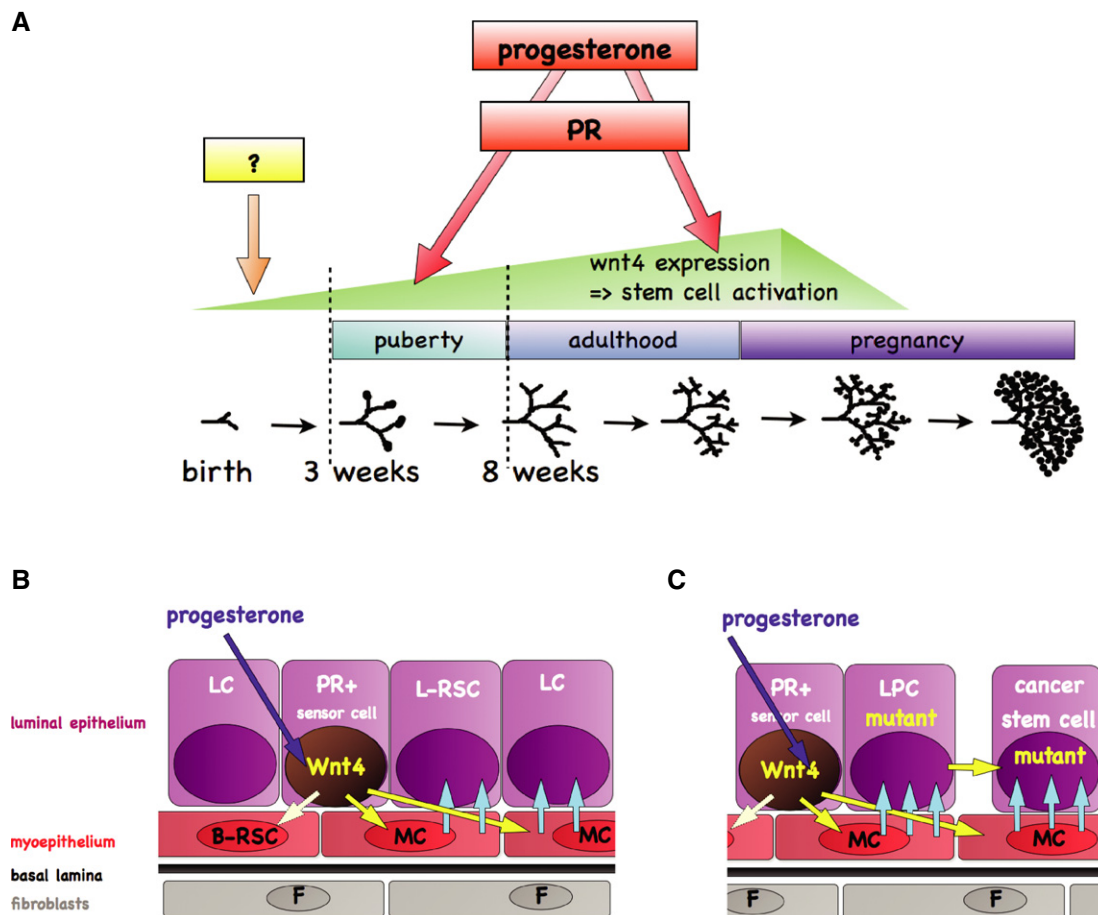 A
progesterone
PR
?
wnt4 expression
=> stem cell activation
puberty
adulthood
pregnancy
birth
3 weeks
8 weeks
B
progesterone
LC
PR+
sensor cell
L-RSC
LC
luminal epithelium
Wnt4
myoepithelium
B-RSC
MC
MC
basal lamina
fibroblasts
F
F
C
progesterone
PR+
sensor cell
LPC
mutant
cancer
stem cell
mutant
Wnt4
MC
MC
F
F